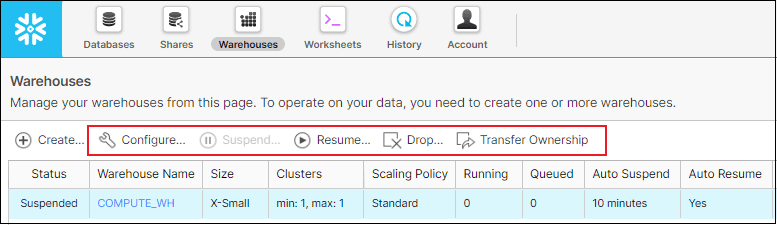 Databases Shares Warehouses Worksheets History Account
Warehouses
Manage your warehouses from this page. To operate on your data, you need to create one or more warehouses.
Create... Configure... Suspend... Resume... Drop... Transfer Ownership
Status Warehouse Name Size Clusters Scaling Policy Running Queued Auto Suspend Auto Resume
Suspended COMPUTE_WH X-Small min: 1, max: 1 Standard 0 0 10 minutes Yes